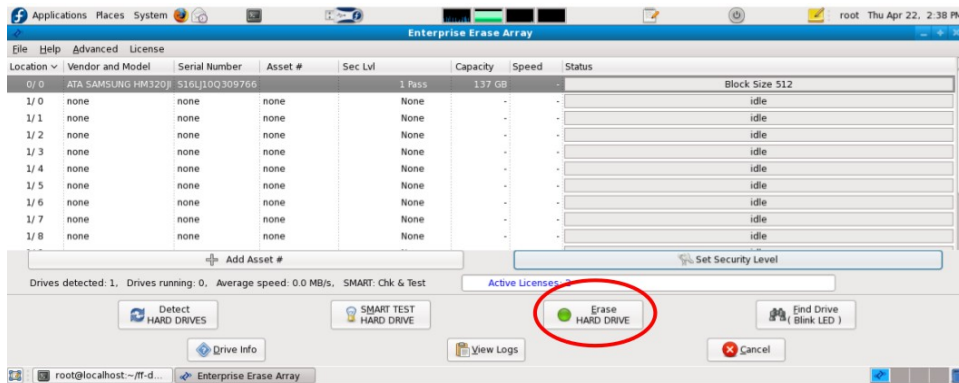 Applications Places System root Thu Apr 22, 2:38 PM
Enterprise Erase Array
File Help Advanced License
Location Vendor and Model Serial Number Asset # Sec Lvl Capacity Speed Status
0/ 0 ATA SAMSUNG HM320JI S16LJ10Q309766 1 Pass 137 GB - Block Size 512
1/ 0 none none none None - - idle
1/ 1 none none none None - - idle
1/ 2 none none none None - - idle
1/ 3 none none none None - - idle
1/ 4 none none none None - - idle
1/ 5 none none none None - - idle
1/ 6 none none none None - - idle
1/ 7 none none none None - - idle
1/ 8 none none none None - - idle
Add Asset # Set Security Level
Drives detected: 1, Drives running: 0, Average speed: 0.0 MB/s, SMART: Chk & Test Active Licenses:
Detect HARD DRIVES
SMART TEST HARD DRIVE
Erase HARD DRIVE
Find Drive ( Blink LED )
Drive Info View Logs Cancel
root@localhost:~/ff-d... Enterprise Erase Array